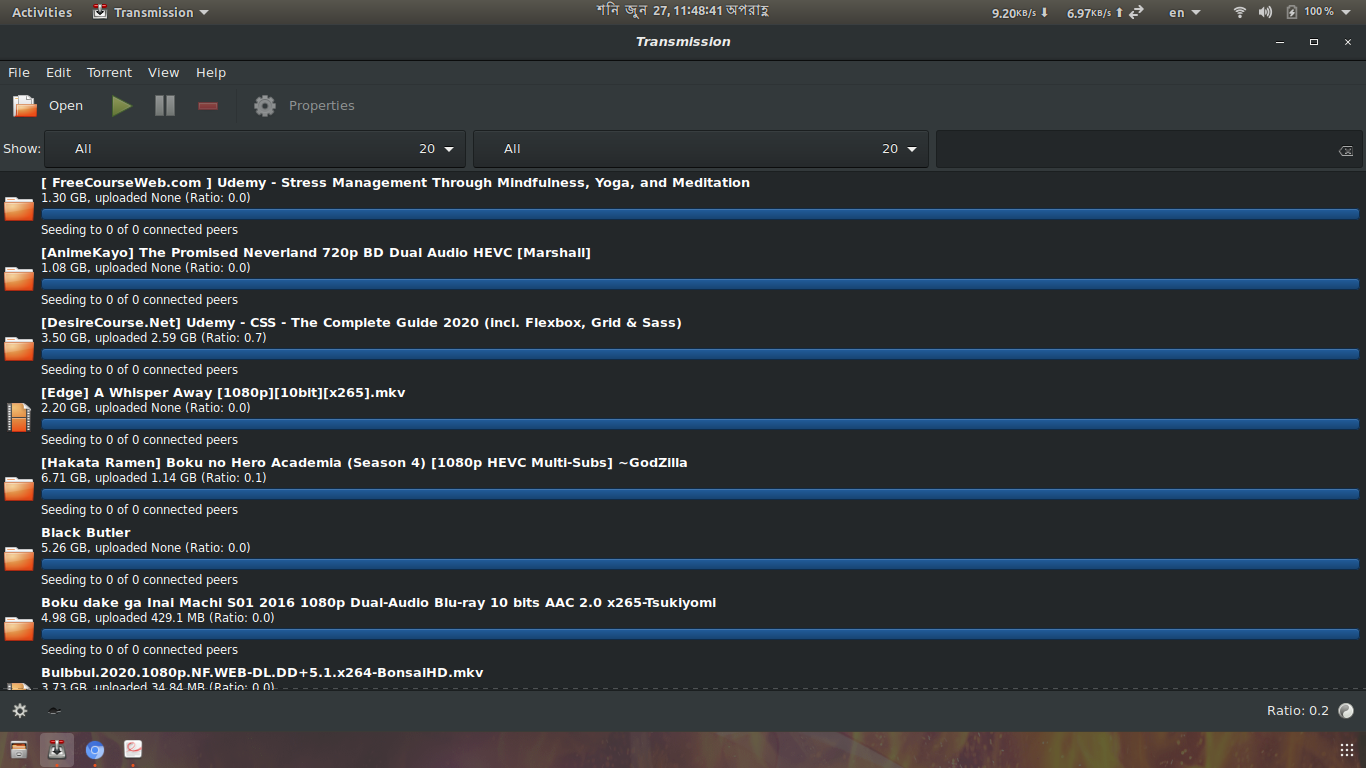 Activities Transmission শনি জুন 27, 11:48:41 অপরাহ্ণ 9.20KB/s 6.97KB/s en 100 %
Transmission
File Edit Torrent View Help
Open Properties
Show: All 20 All 20
[ FreeCourseWeb.com ] Udemy - Stress Management Through Mindfulness, Yoga, and Meditation
1.30 GB, uploaded None (Ratio: 0.0)
Seeding to 0 of 0 connected peers
[AnimeKayo] The Promised Neverland 720p BD Dual Audio HEVC [Marshall]
1.08 GB, uploaded None (Ratio: 0.0)
Seeding to 0 of 0 connected peers
[DesireCourse.Net] Udemy - CSS - The Complete Guide 2020 (incl. Flexbox, Grid & Sass)
3.50 GB, uploaded 2.59 GB (Ratio: 0.7)
Seeding to 0 of 0 connected peers
[Edge] A Whisper Away [1080p][10bit][x265].mkv
2.20 GB, uploaded None (Ratio: 0.0)
Seeding to 0 of 0 connected peers
[Hakata Ramen] Boku no Hero Academia (Season 4) [1080p HEVC Multi-Subs] ~GodZilla
6.71 GB, uploaded 1.14 GB (Ratio: 0.1)
Seeding to 0 of 0 connected peers
Black Butler
5.26 GB, uploaded None (Ratio: 0.0)
Seeding to 0 of 0 connected peers
Boku dake ga Inai Machi S01 2016 1080p Dual-Audio Blu-ray 10 bits AAC 2.0 x265-Tsukiyomi
4.98 GB, uploaded 429.1 MB (Ratio: 0.0)
Seeding to 0 of 0 connected peers
Bulbbul.2020.1080p.NF.WEB-DL.DD+5.1.x264-BonsaiHD.mkv
3.73 GB, uploaded 34.84 MB (Ratio: 0.0)
Ratio: 0.2